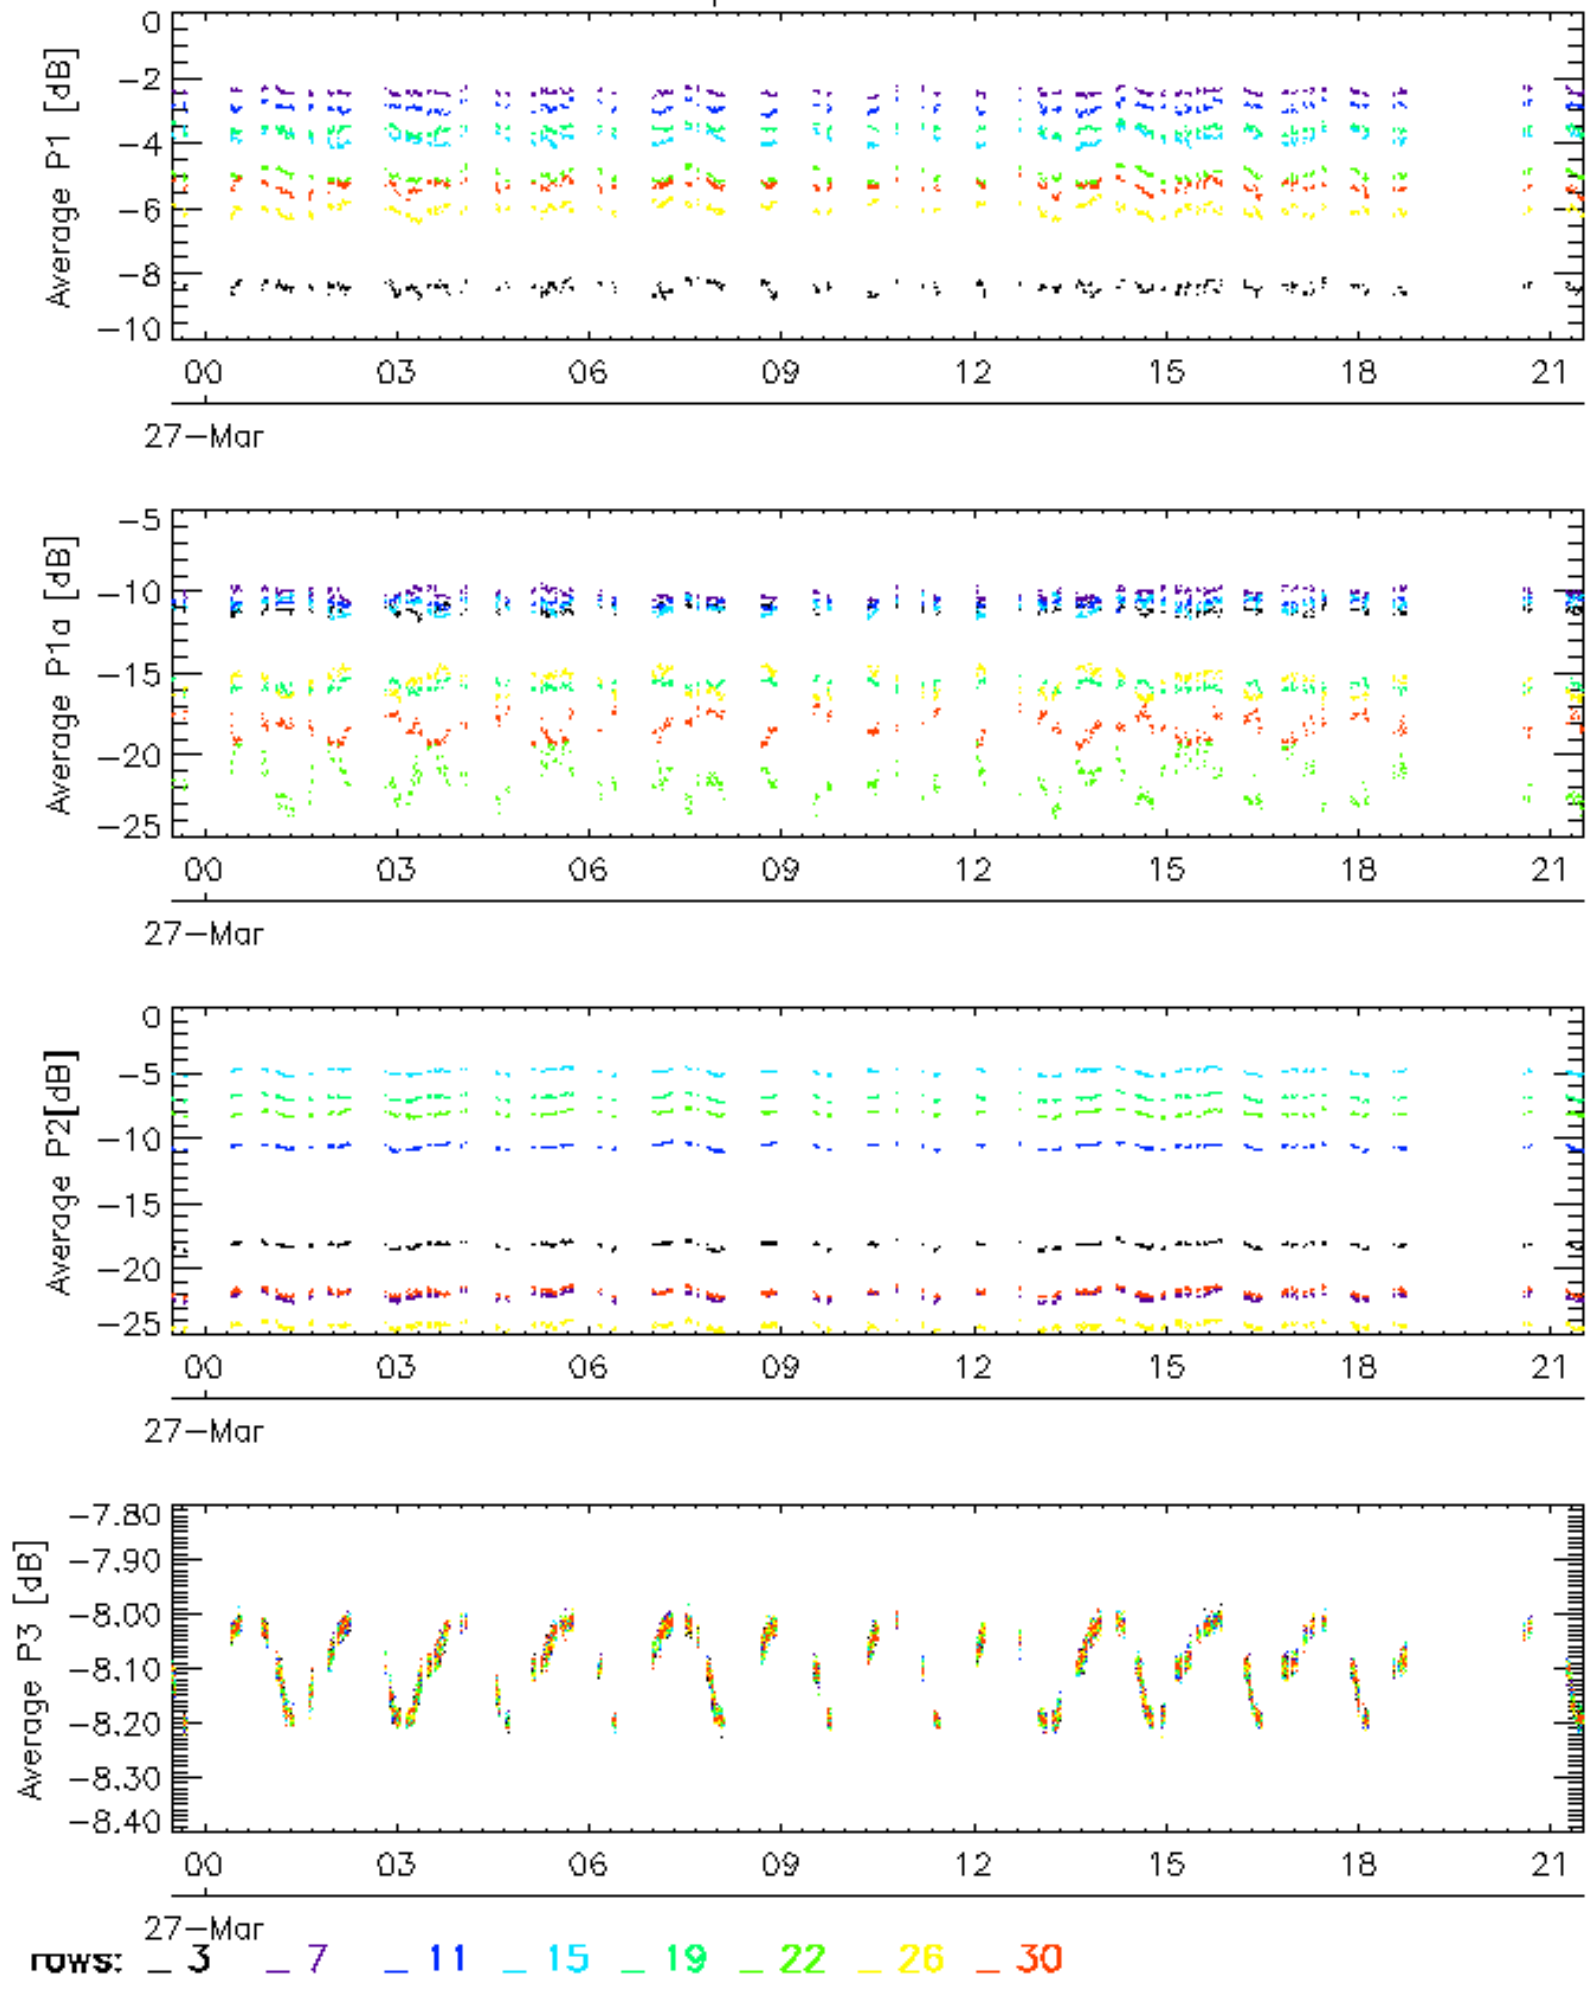 0
−2
−4
−6
−8
−10
Average P1 [dB]
00 03 06 09 12 15 18 21
27−Mar
−5
−10
−15
−20
−25
Average P1a [dB]
00 03 06 09 12 15 18 21
27−Mar
0
−5
−10
−15
−20
−25
Average P2[dB]
00 03 06 09 12 15 18 21
27−Mar
−7.80
−7.90
−8.00
−8.10
−8.20
−8.30
−8.40
Average P3 [dB]
00 03 06 09 12 15 18 21
27−Mar
rows: _ 3 _ 7 _ 11 _ 15 _ 19 _ 22 _ 26 _ 30